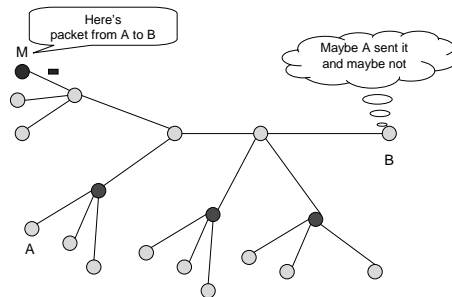 Here's
packet from A to B
M
Maybe A sent it
and maybe not
B
A